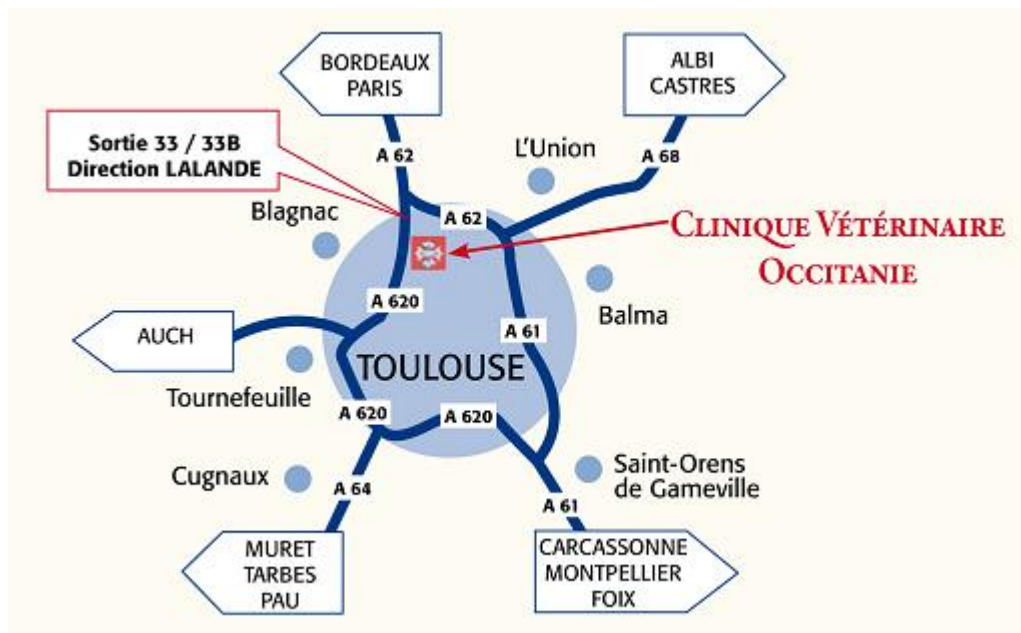 BORDEAUX
PARIS
ALBI
CASTRES
Sortie 33 / 33B
Direction LALANDE
A 62
L'Union
A 68
Blagnac
A 62
CLINIQUE VÉTÉRINAIRE
OCCITANIE
A 620
Balma
AUCH
A 61
TOULOUSE
Tournefeuille
A 620
A 620
Cugnaux
A 64
Saint-Orens
de Gameville
A 61
MURET
TARBES
PAU
CARCASSONNE
MONTPELLIER
FOIX